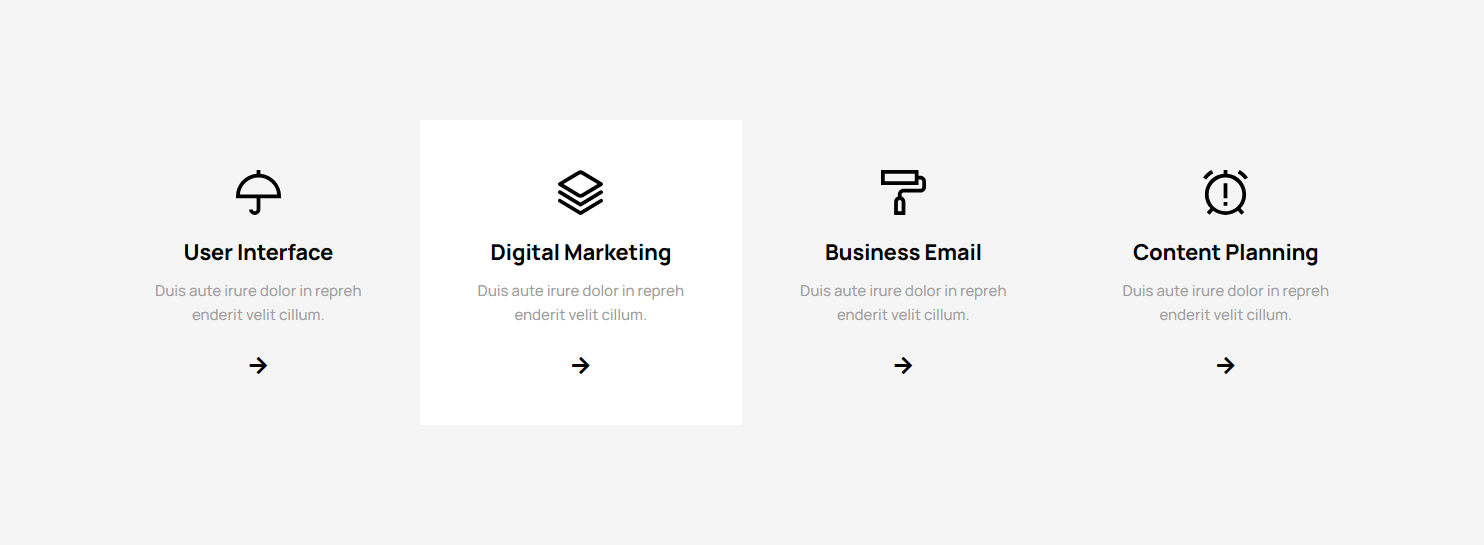 User Interface
Duis aute irure dolor in repreh
enderit velit cillum.
Digital Marketing
Duis aute irure dolor in repreh
enderit velit cillum.
Business Email
Duis aute irure dolor in repreh
enderit velit cillum.
Content Planning
Duis aute irure dolor in repreh
enderit velit cillum.